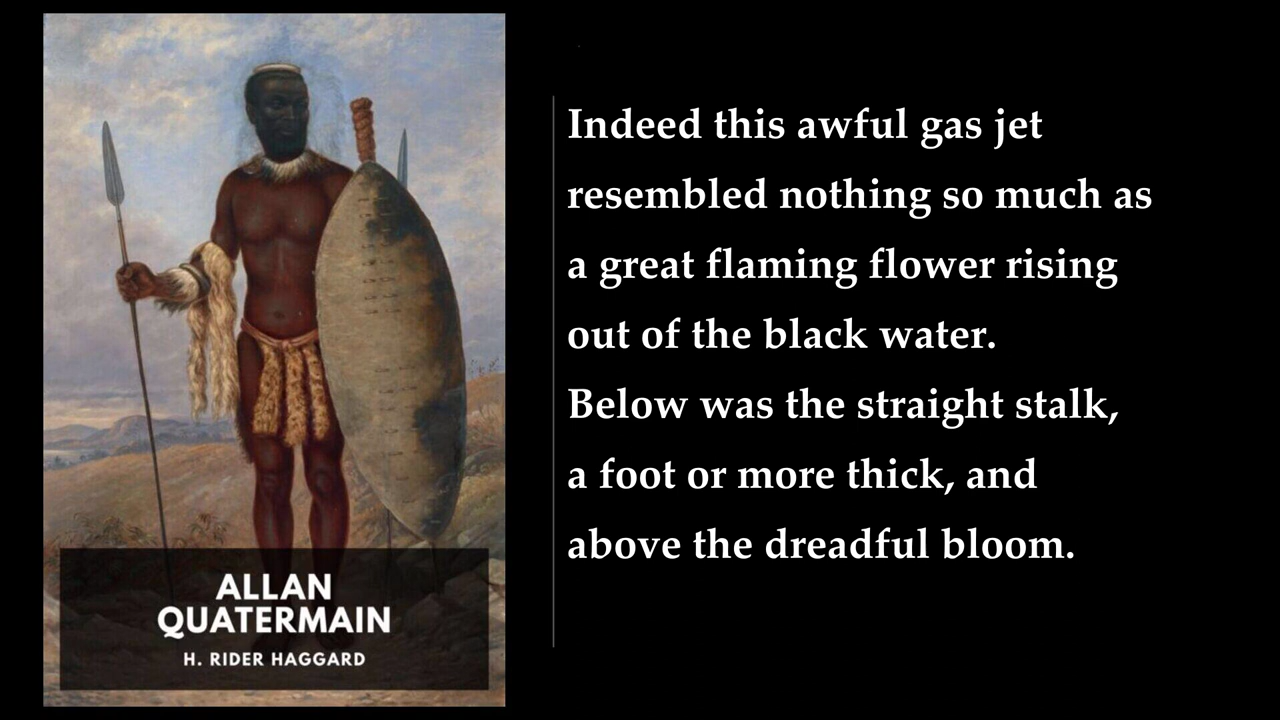 ALLAN
QUATERMAIN
H. RIDER HAGGARD
Indeed this awful gas jet
resembled nothing so much as
a great flaming flower rising
out of the black water.
Below was the straight stalk,
a foot or more thick, and
above the dreadful bloom.